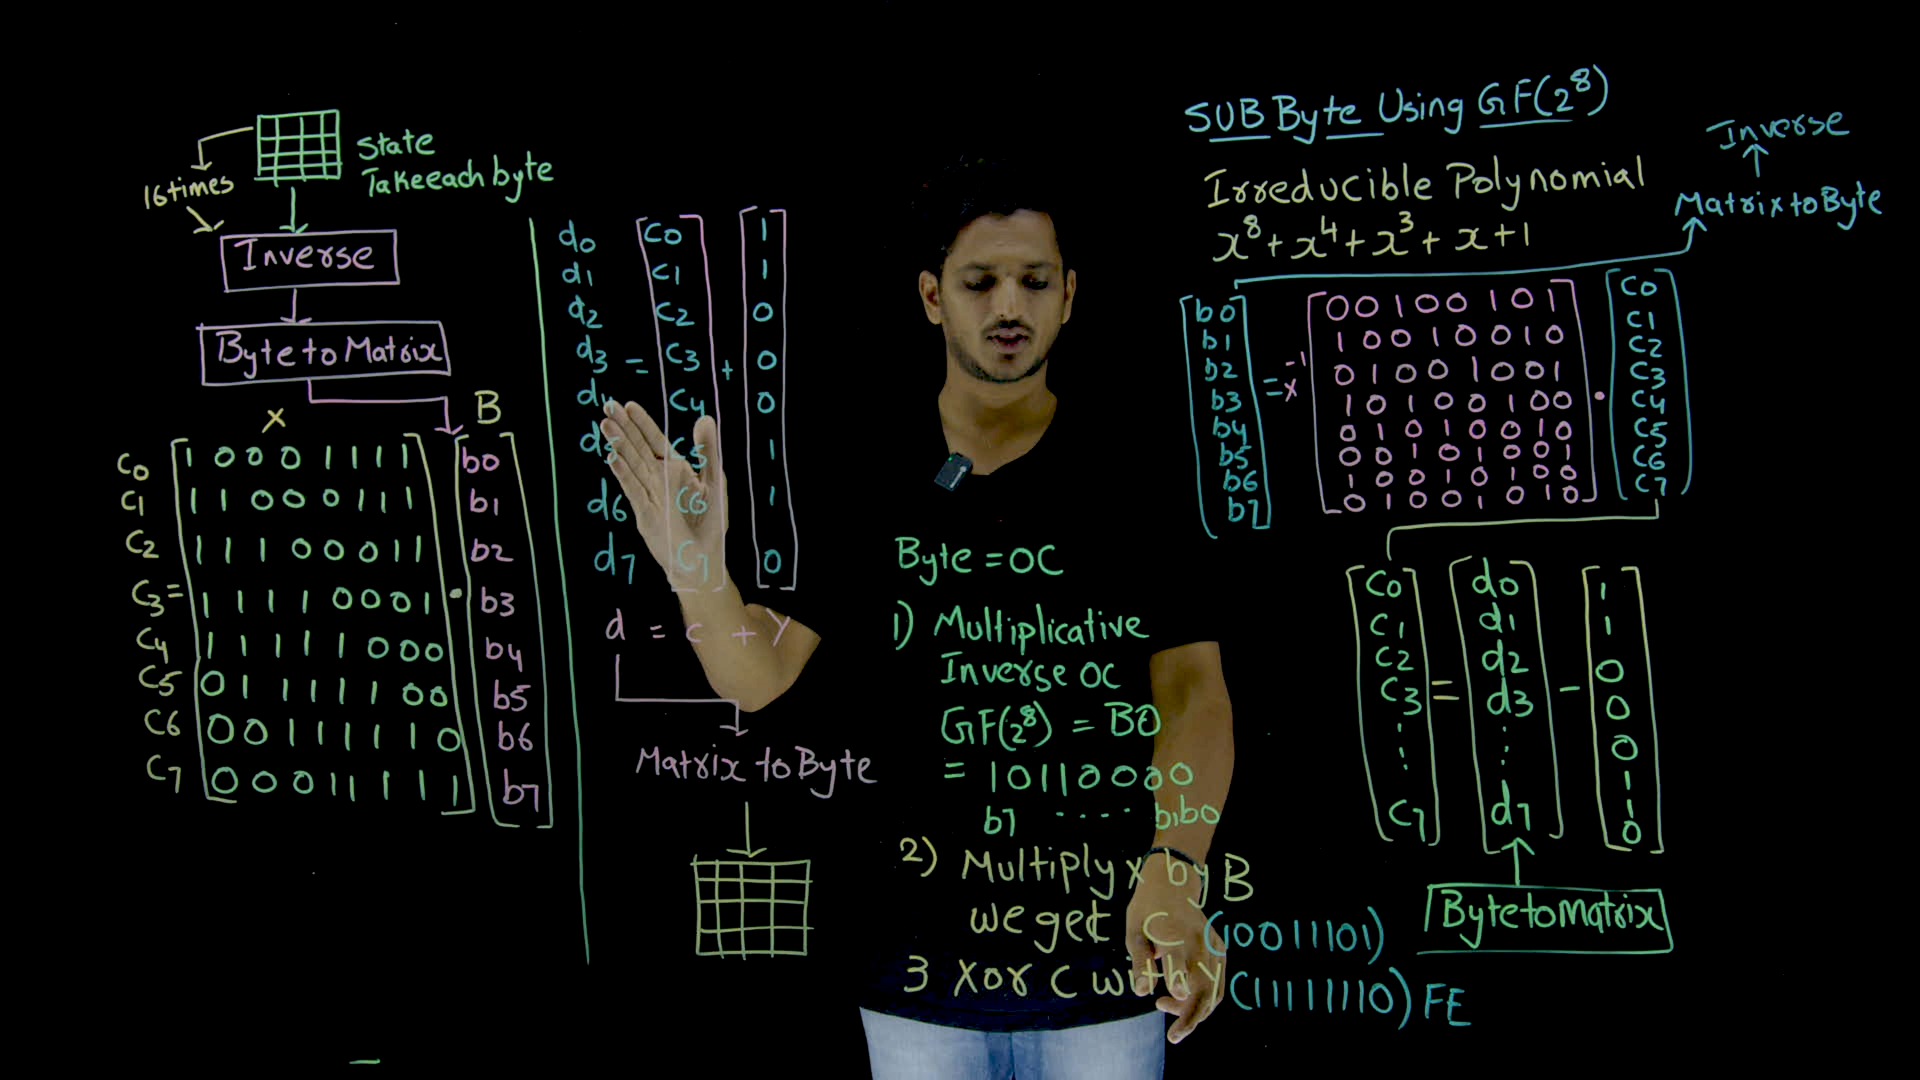 State
Take each byte
16 times
Inverse
Byte to Matrix
X B
c0 1 0 0 0 1 1 1 1 b0
c1 1 1 0 0 0 1 1 1 b1
c2 1 1 1 0 0 0 1 1 b2
c3 = 1 1 1 1 0 0 0 1 • b3
c4 1 1 1 1 1 0 0 0 b4
c5 0 1 1 1 1 1 0 0 b5
c6 0 0 1 1 1 1 1 0 b6
c7 0 0 0 1 1 1 1 1 b7
d0 c0 1
d1 c1 1
d2 c2 0
d3 = c3 + 0
d4 c4 0
d5 c5 1
d6 c6 1
d7 c7 0
d = c + y
Matrix to Byte
Byte = 0C
1) Multiplicative
Inverse 0C
GF(2^8) = B0
= 10110000
b7 .... b1b0
2) Multiply x by B
we get C (10011101)
3 Xor C with Y (11111110) FE
SUB Byte Using GF(2^8)
Irreducible Polynomial
x^8+x^4+x^3+x+1
Inverse
Matrix to Byte
b0 0 0 1 0 0 1 0 1 c0
b1 1 0 0 1 0 0 1 0 c1
b2 0 1 0 0 1 0 0 1 c2
b3 = x^-1 1 0 1 0 0 1 0 0 • c3
b4 0 1 0 1 0 0 1 0 c4
b5 0 0 1 0 1 0 0 1 c5
b6 1 0 0 1 0 1 0 0 c6
b7 0 1 0 0 1 0 1 0 c7
c0 d0 1
c1 d1 1
c2 d2 0
c3 = d3 - 0
: : 0
: : 1
1
c7 d7 0
Byte to Matrix